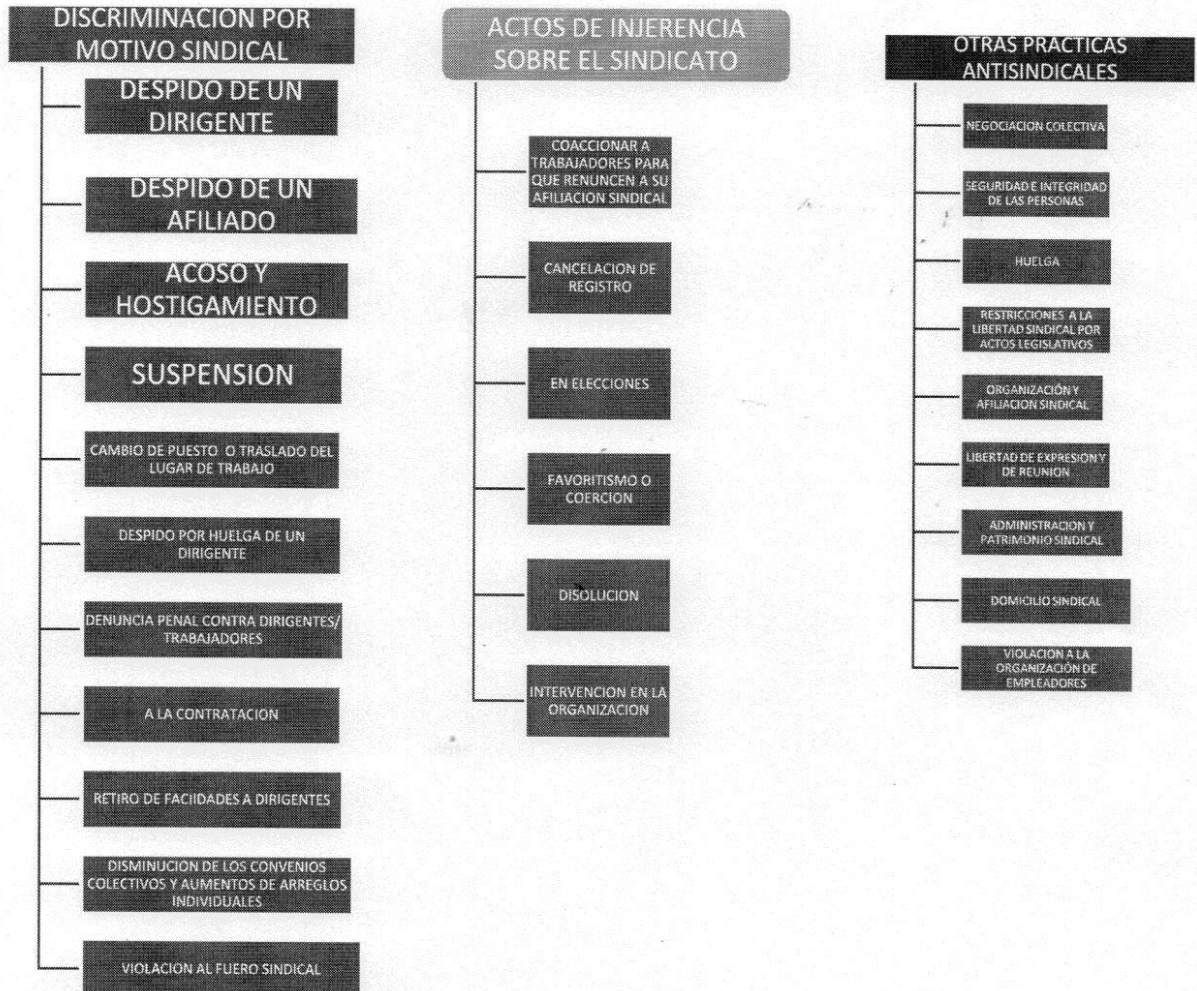 DISCRIMINACION POR
MOTIVO SINDICAL
DESPIDO DE UN
DIRIGENTE
DESPIDO DE UN
AFILIADO
ACOSO Y
HOSTIGAMIENTO
SUSPENSION
CAMBIO DE PUESTO O TRASLADO DEL
LUGAR DE TRABAJO
DESPIDO POR HUELGA DE UN
DIRIGENTE
DENUNCIA PENAL CONTRA DIRIGENTES/
TRABAJADORES
A LA CONTRATACION
RETIRO DE FACIIDADES A DIRIGENTES
DISMINUCION DE LOS CONVENIOS
COLECTIVOS Y AUMENTOS DE ARREGLOS
INDIVIDUALES
VIOLACION AL FUERO SINDICAL
ACTOS DE INJERENCIA
SOBRE EL SINDICATO
COACCIONAR A
TRABAJADORES PARA
QUE RENUNCEN A SU
AFILIACION SINDICAL
CANCELACION DE
REGISTRO
EN ELECCIONES
FAVORITISMO O
COERCION
DISOLUCION
INTERVENCION EN LA
ORGANIZACION
OTRAS PRACTICAS
ANTISINDICALES
NEGOCIACION COLECTIVA
SEGURIDAD E INTEGRIDAD
DE LAS PERSONAS
HUELGA
RESTRICCIONES A LA
LIBERTAD SINDICAL POR
ACTOS LEGISLATIVOS
ORGANIZACIÓN Y
AFILIACION SINDICAL
LIBERTAD DE EXPRESION Y
DE REUNION
ADMINISTRACION Y
PATRIMONIO SINDICAL
DOMICILIO SINDICAL
VIOLACION A LA
ORGANIZACIÓN DE
EMPLEADORES